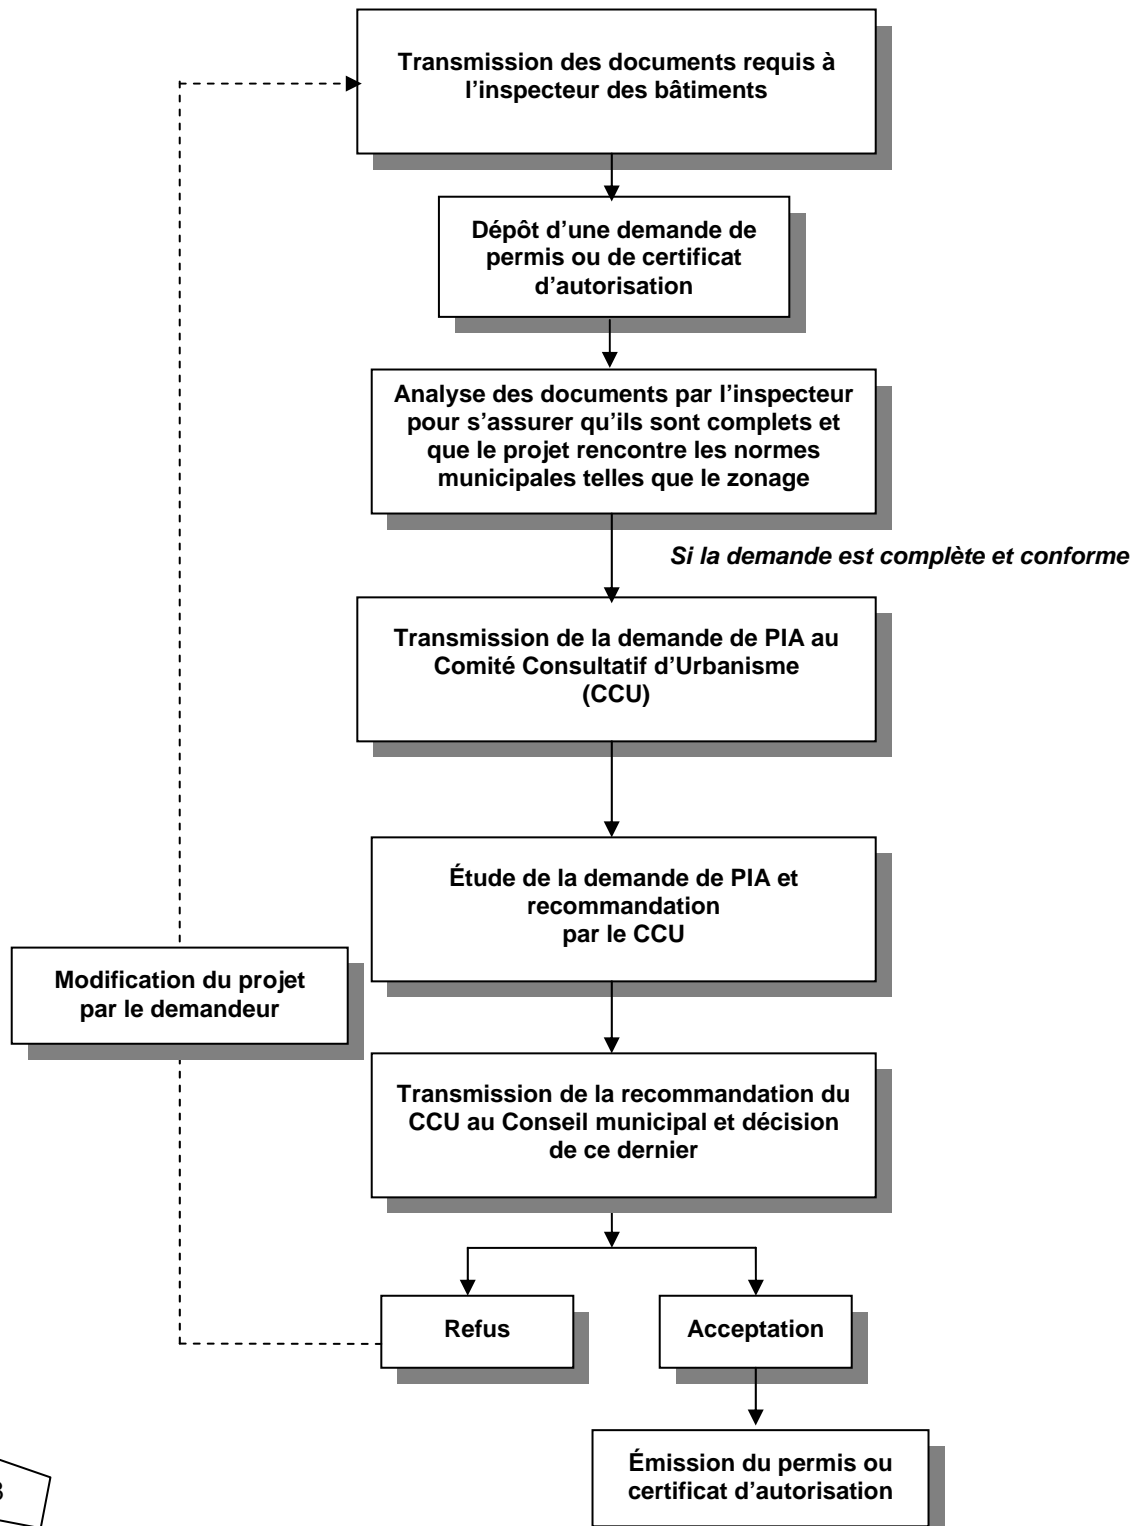 Transmission des documents requis à
l’inspecteur des bâtiments
Dépôt d’une demande de
permis ou de certificat
d’autorisation
Analyse des documents par l’inspecteur
pour s’assurer qu’ils sont complets et
que le projet rencontre les normes
municipales telles que le zonage
Si la demande est complète et conforme
Transmission de la demande de PIA au
Comité Consultatif d’Urbanisme
(CCU)
Étude de la demande de PIA et
recommandation
par le CCU
Modification du projet
par le demandeur
Transmission de la recommandation du
CCU au Conseil municipal et décision
de ce dernier
Refus
Acceptation
Émission du permis ou
certificat d’autorisation